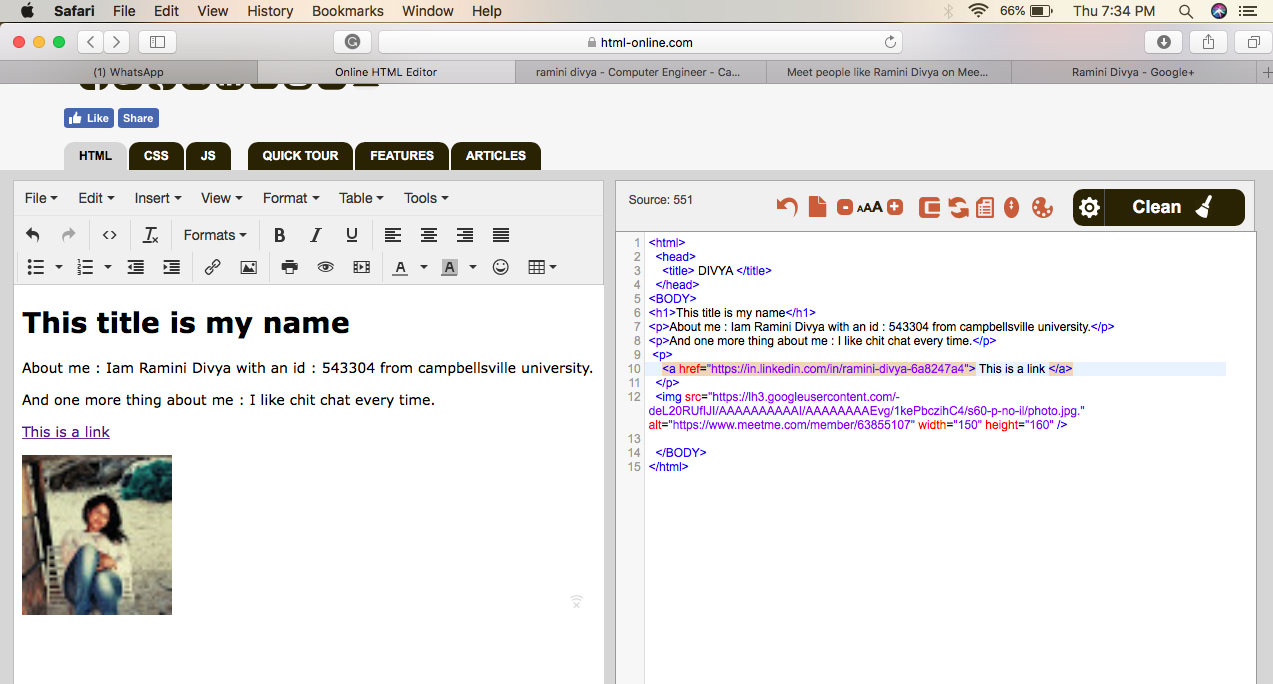 Safari File Edit View History Bookmarks Window Help 66% Thu 7:34 PM
html-online.com
(1) WhatsApp Online HTML Editor ramini divya - Computer Engineer - Ca... Meet people like Ramini Divya on Mee... Ramini Divya - Google+
Like Share
HTML CSS JS QUICK TOUR FEATURES ARTICLES
File Edit Insert View Format Table Tools
Formats B I U
A A
This title is my name
About me : Iam Ramini Divya with an id : 543304 from campbellsville university.
And one more thing about me : I like chit chat every time.
This is a link
Source: 551 AAA Clean
1 <html>
2 <head>
3 <title> DIVYA </title>
4 </head>
5 <BODY>
6 <h1>This title is my name</h1>
7 <p>About me : Iam Ramini Divya with an id : 543304 from campbellsville university.</p>
8 <p>And one more thing about me : I like chit chat every time.</p>
9 <p>
10 <a href="https://in.linkedin.com/in/ramini-divya-6a8247a4"> This is a link </a>
11 </p>
12 <img src="https://lh3.googleusercontent.com/-
deL20RUflJI/AAAAAAAAAAI/AAAAAAAAEvg/1kePbczihC4/s60-p-no-il/photo.jpg."
alt="https://www.meetme.com/member/63855107" width="150" height="160" />
13
14 </BODY>
15 </html>